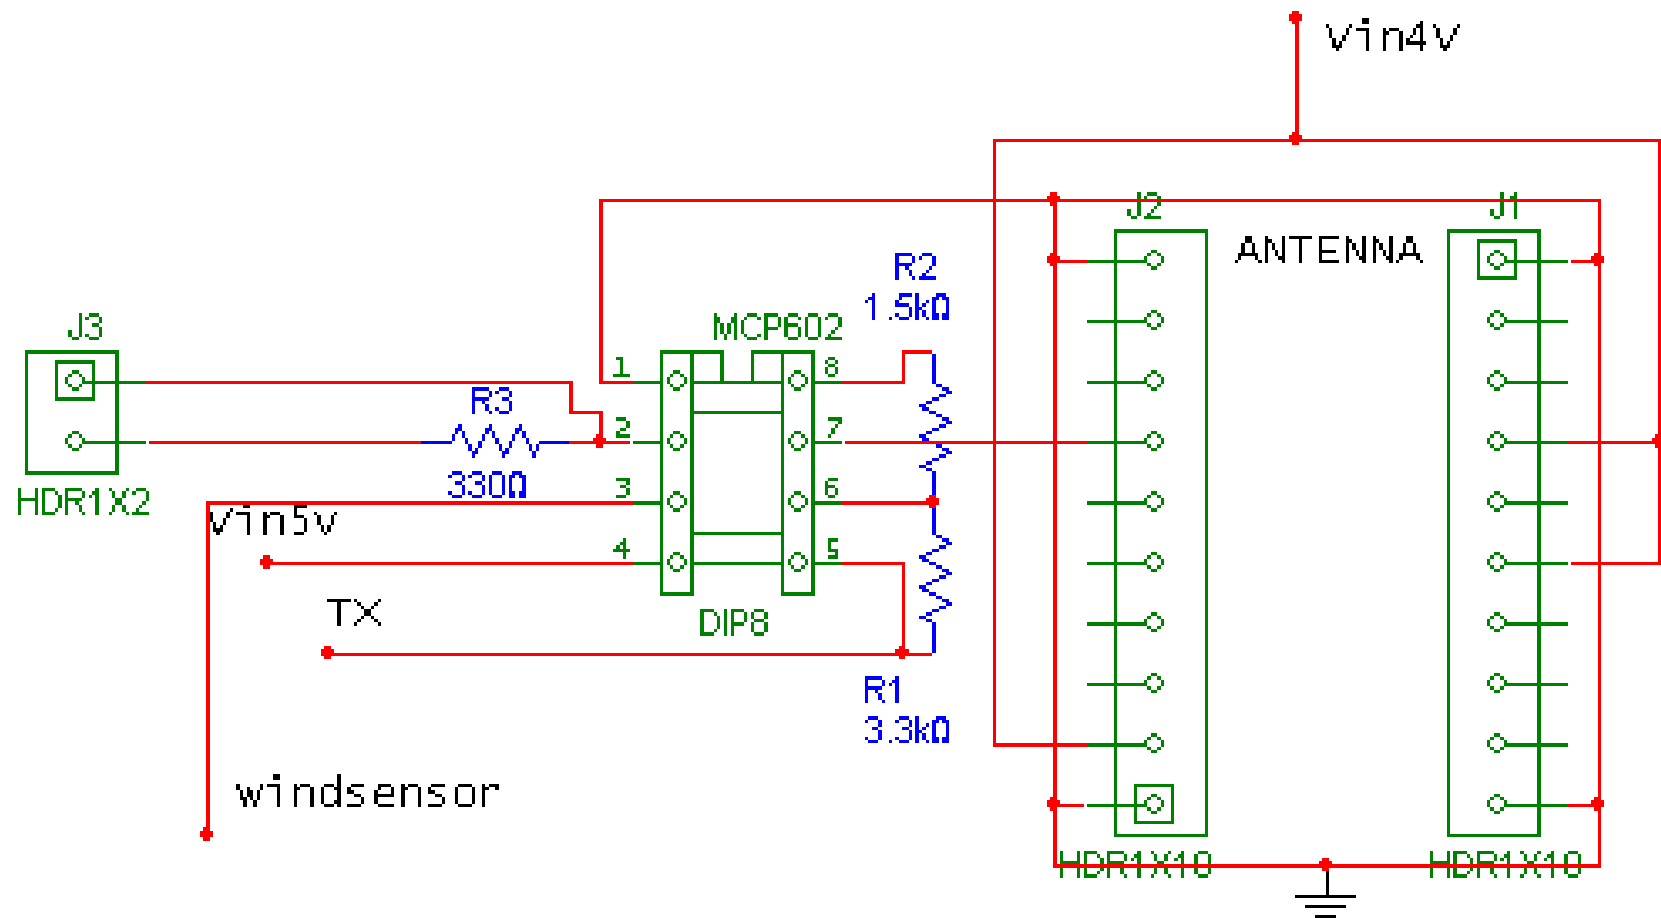 Vin4V
J2
J1
ANTENNA
R2
1.5kΩ
J3
MCP602
1
8
R3
2
7
330Ω
3
6
HDR1X2
Vin5v
4
5
TX
DIP8
R1
3.3kΩ
windsensor
HDR1X10
HDR1X10